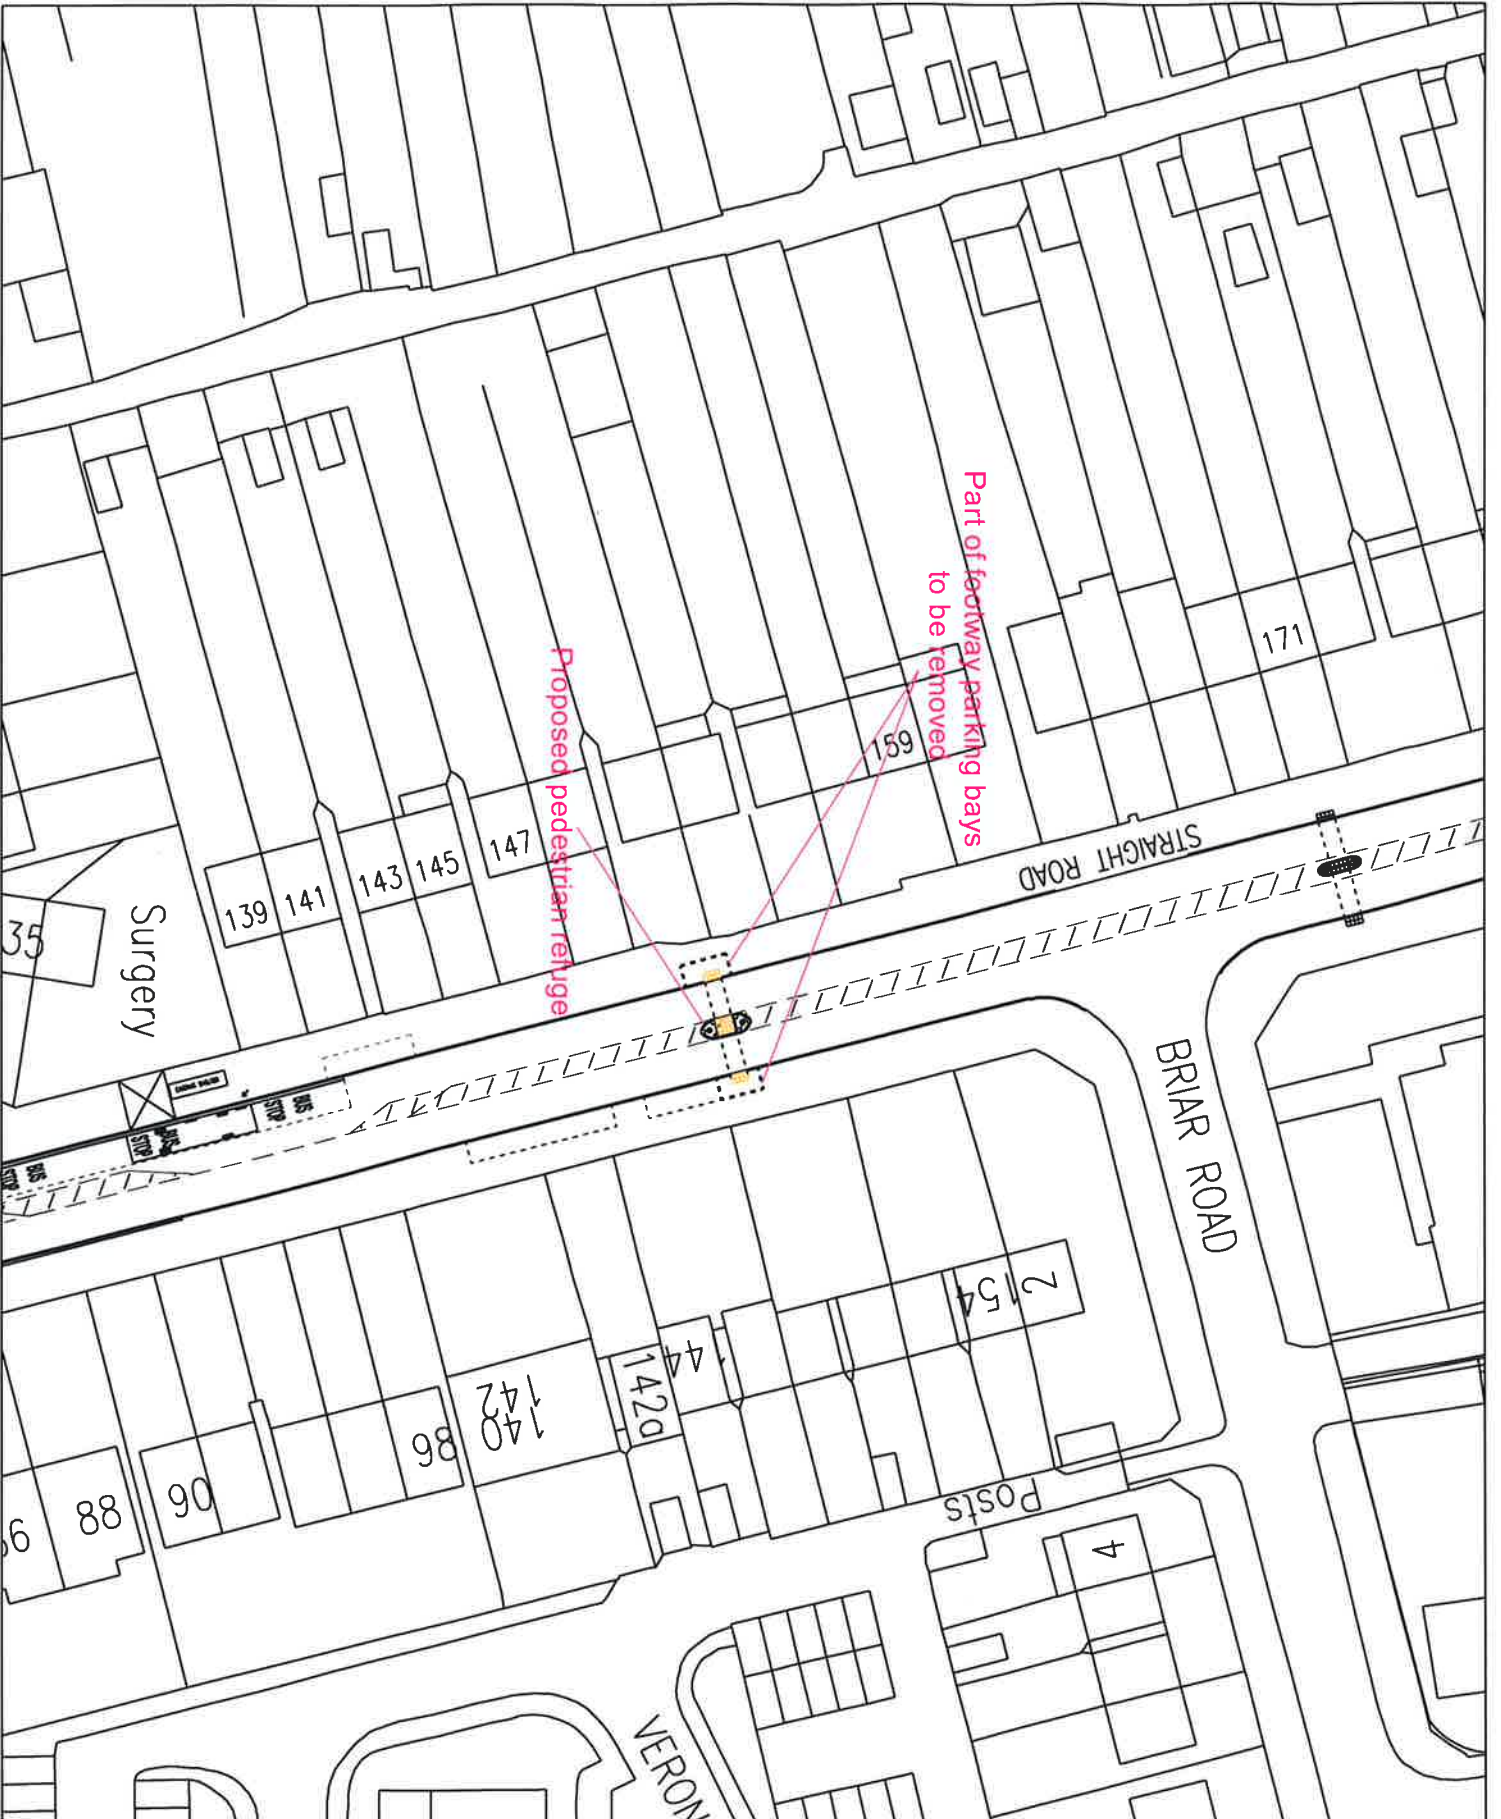 Part of footway parking bays
to be removed
Proposed pedestrian refuge
171
159
147
145
143
141
139
35
Surgery
STRAIGHT ROAD
BRIAR ROAD
BUS
STOP
BUS
STOP
BUS
STOP
2
154
144
142a
142
140
98
90
88
Posts
4
VERON